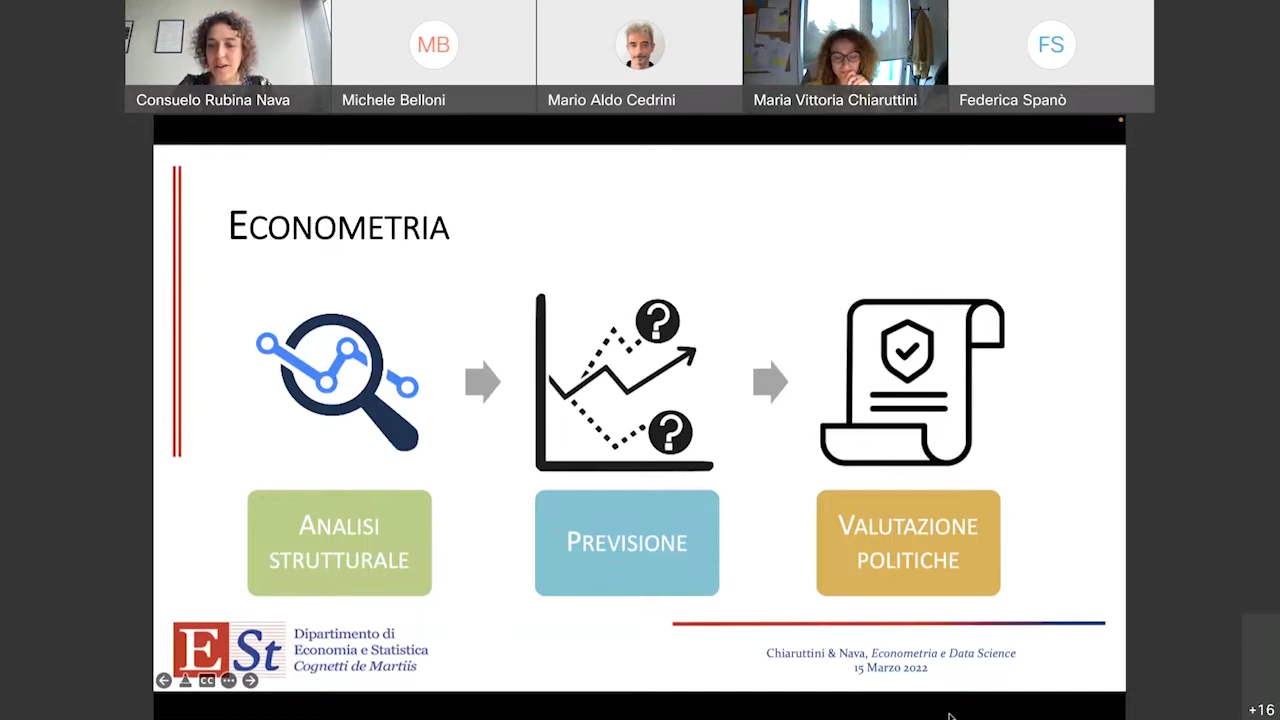 MB
FS
Consuelo Rubina Nava
Michele Belloni
Mario Aldo Cedrini
Maria Vittoria Chiaruttini
Federica Spanò
ECONOMETRIA
?
?
ANALISI
STRUTTURALE
PREVISIONE
VALUTAZIONE
POLITICHE
ESt
Dipartimento di
Economia e Statistica
Cognetti de Martiis
CC
Chiaruttini & Nava, Econometria e Data Science
15 Marzo 2022
+16